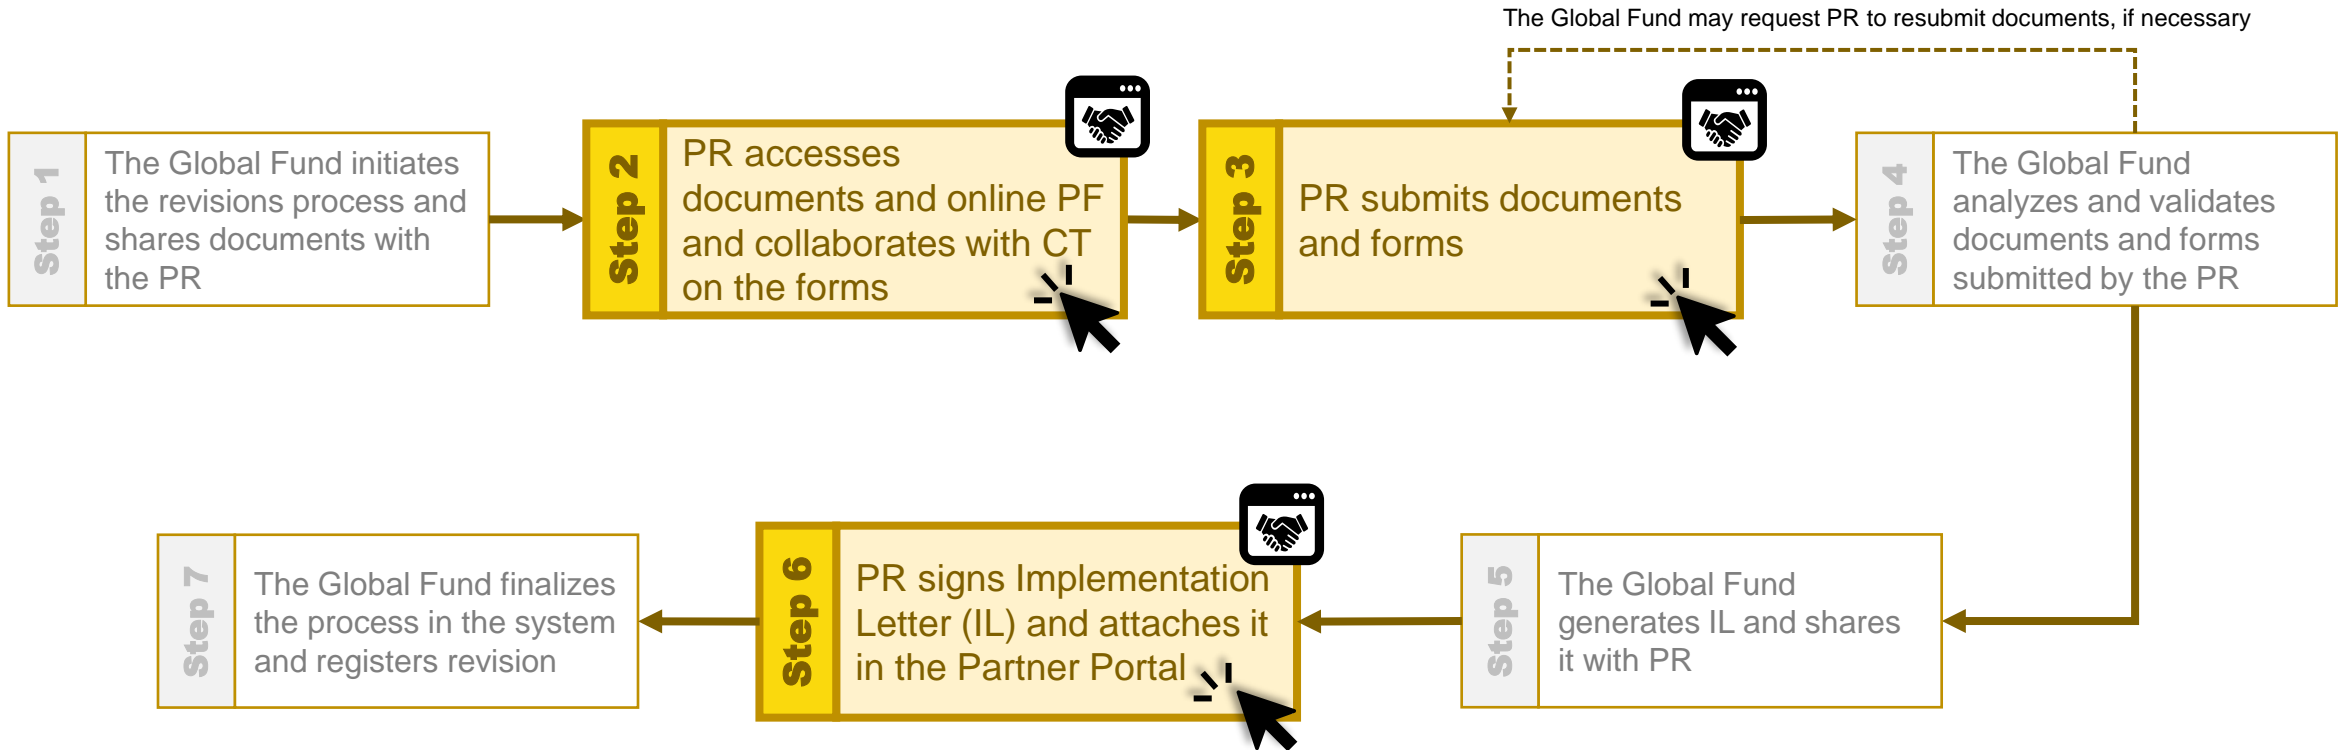 The Global Fund may request PR to resubmit documents, if necessary
Step 1
The Global Fund initiates
the revisions process and
shares documents with
the PR
Step 2
PR accesses
documents and online PF
and collaborates with CT
on the forms
Step 3
PR submits documents
and forms
Step 4
The Global Fund
analyzes and validates
documents and forms
submitted by the PR
Step 7
The Global Fund finalizes
the process in the system
and registers revision
Step 6
PR signs Implementation
Letter (IL) and attaches it
in the Partner Portal
Step 5
The Global Fund
generates IL and shares
it with PR